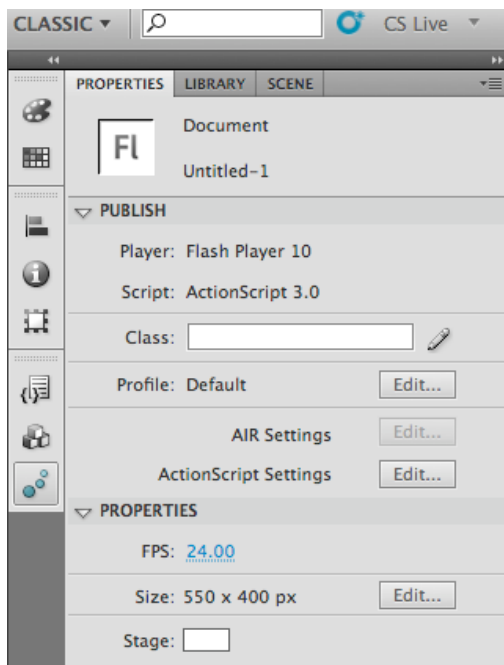 CLASSIC CS Live
PROPERTIES LIBRARY SCENE
Fl
Document
Untitled-1
PUBLISH
Player: Flash Player 10
Script: ActionScript 3.0
Class:
Profile: Default Edit...
AIR Settings Edit...
ActionScript Settings Edit...
PROPERTIES
FPS: 24.00
Size: 550 x 400 px Edit...
Stage: